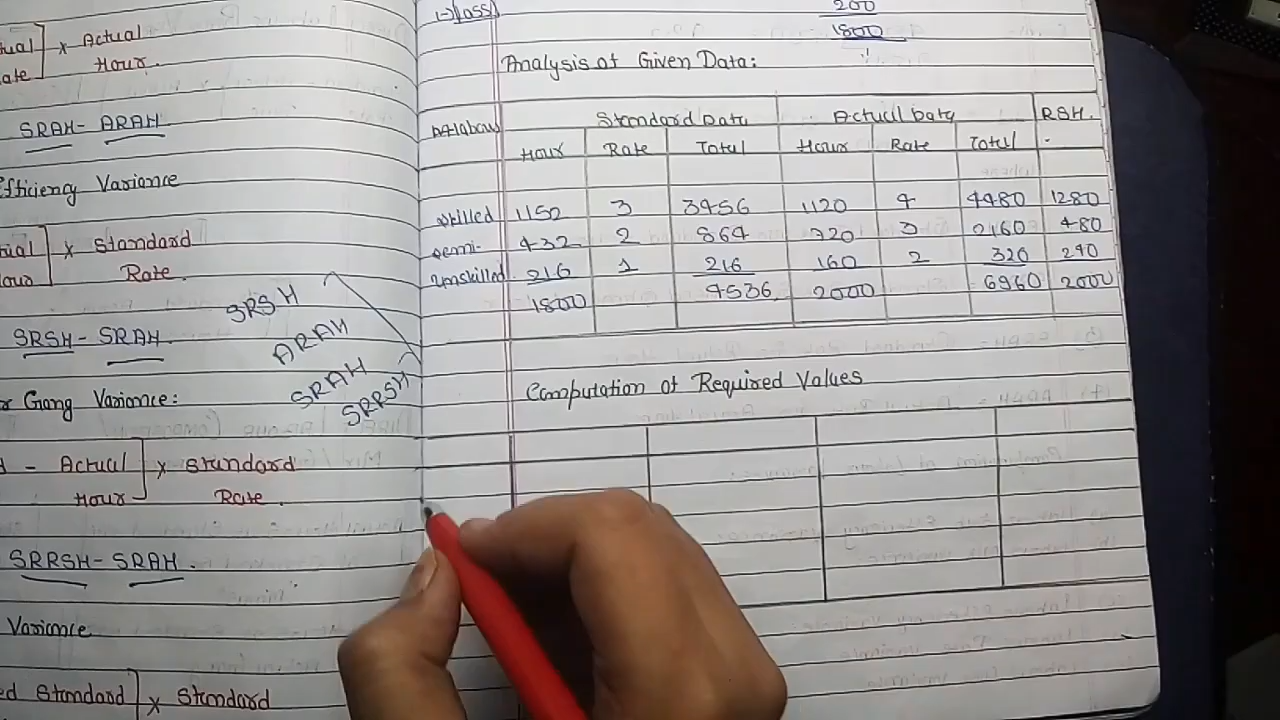 tual] x Actual
ate] Hour.
SRAH- ARAH
Efficiency Variance
x Standard
Rate.
SRSH
ARAH
SRAH
SRRSH
SRSH- SRAH.
r Gang Variance:
d - Actual] x Standard
Hour Rate.
SRRSH-SRAH.
Variance
ed Standard] x Standard
(-) loss)
200
1800
Analysis of Given Data:
Standard Data Actual Data RSH.
Hour Rate Total Hour Rate Total
skilled 1152 3 3456 1120 4 4480 1280
semi- 432 2 864 720 3 2160 480
unskilled 216 1 216 160 2 320 240
1800 4536 2000 6960 2000
Computation of Required Values